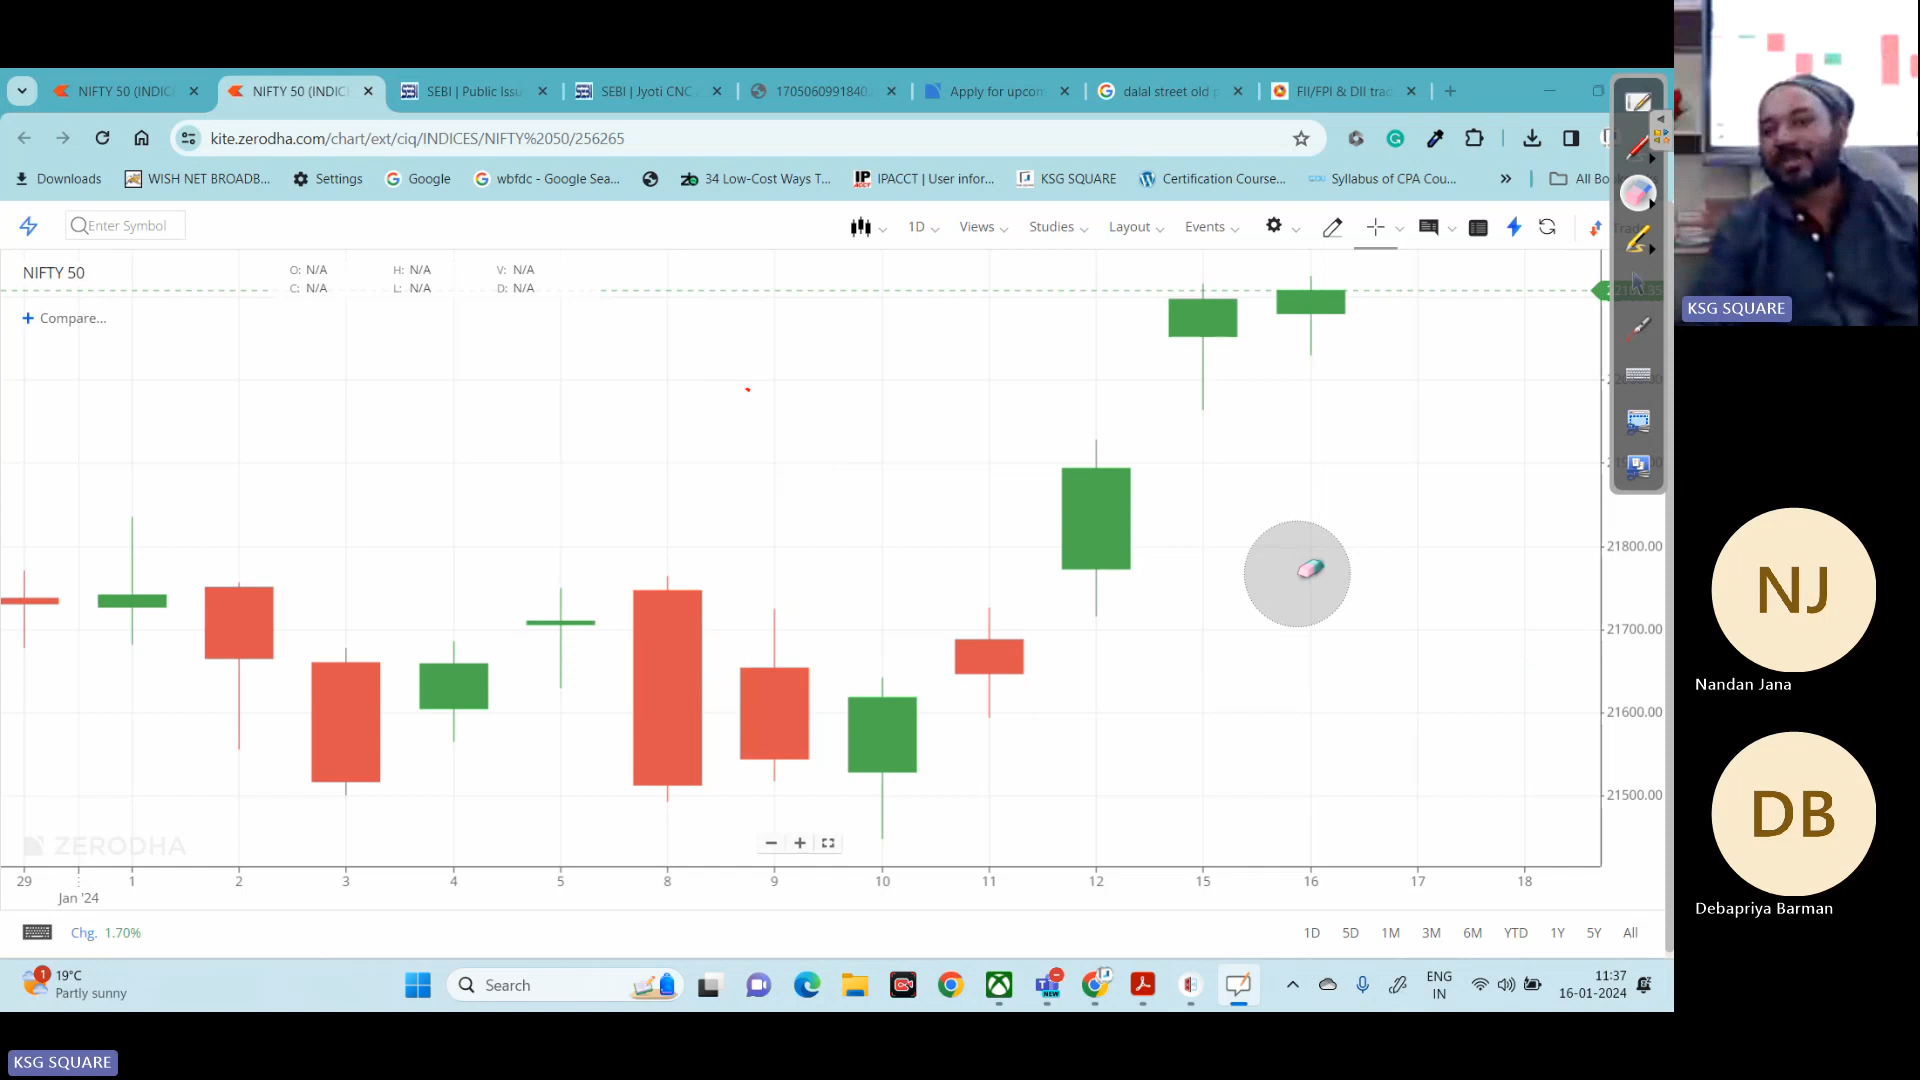 NIFTY 50 (INDIC
NIFTY 50 (INDIC
SEBI | Public Issu
SEBI | Jyoti CNC
1705060991840.
Apply for upcom
dalal street old p
FII/FPI & DII trad
kite.zerodha.com/chart/ext/ciq/INDICES/NIFTY%2050/256265
Downloads
WISH NET BROADB...
Settings
Google
wbfdc - Google Sea...
34 Low-Cost Ways T...
IPACCT | User infor...
KSG SQUARE
Certification Course...
Syllabus of CPA Cou...
»
All Bo
Enter Symbol
1D
Views
Studies
Layout
Events
KSG SQUARE
NIFTY 50
O: N/A
H: N/A
V: N/A
C: N/A
L: N/A
D: N/A
+ Compare...
21800.00
21700.00
21600.00
21500.00
ZERODHA
29
1
2
3
4
5
8
9
10
11
12
15
16
17
18
Jan '24
Chg. 1.70%
1D
5D
1M
3M
6M
YTD
1Y
5Y
All
NJ
Nandan Jana
DB
Debapriya Barman
1
19°C
Partly sunny
Search
NEW
ENG
IN
11:37
16-01-2024
KSG SQUARE